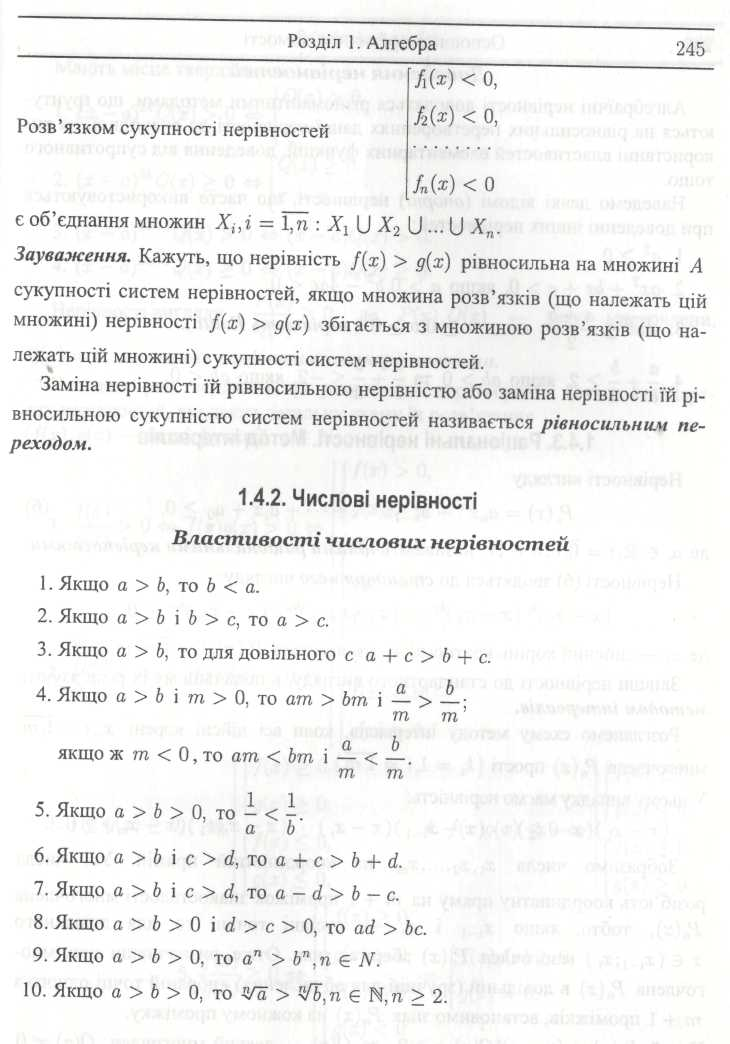 Розділ 1. Алгебра 245
f₁(x) < 0,
f₂(x) < 0,
Розв'язком сукупності нерівностей
. . . . . . . . .
fₙ(x) < 0
є об'єднання множин Xᵢ, i = 1,n : X₁ ∪ X₂ ∪ ... ∪ Xₙ.
Зауваження. Кажуть, що нерівність f(x) > g(x) рівносильна на множині A
сукупності систем нерівностей, якщо множина розв'язків (що належать цій
множині) нерівності f(x) > g(x) збігається з множиною розв'язків (що на-
лежать цій множині) сукупності систем нерівностей.
Заміна нерівності їй рівносильною нерівністю або заміна нерівності їй рі-
вносильною сукупністю систем нерівностей називається рівносильним пе-
реходом.
1.4.2. Числові нерівності
Властивості числових нерівностей
1. Якщо a > b, то b < a.
2. Якщо a > b і b > c, то a > c.
3. Якщо a > b, то для довільного c a + c > b + c.
4. Якщо a > b і m > 0, то am > bm і a/m > b/m;
якщо ж m < 0, то am < bm і a/m < b/m.
5. Якщо a > b > 0, то 1/a < 1/b.
6. Якщо a > b і c > d, то a + c > b + d.
7. Якщо a > b і c > d, то a − d > b − c.
8. Якщо a > b > 0 і d > c > 0, то ad > bc.
9. Якщо a > b > 0, то aⁿ > bⁿ, n ∈ N.
10. Якщо a > b > 0, то ⁿ√a > ⁿ√b, n ∈ ℕ, n ≥ 2.